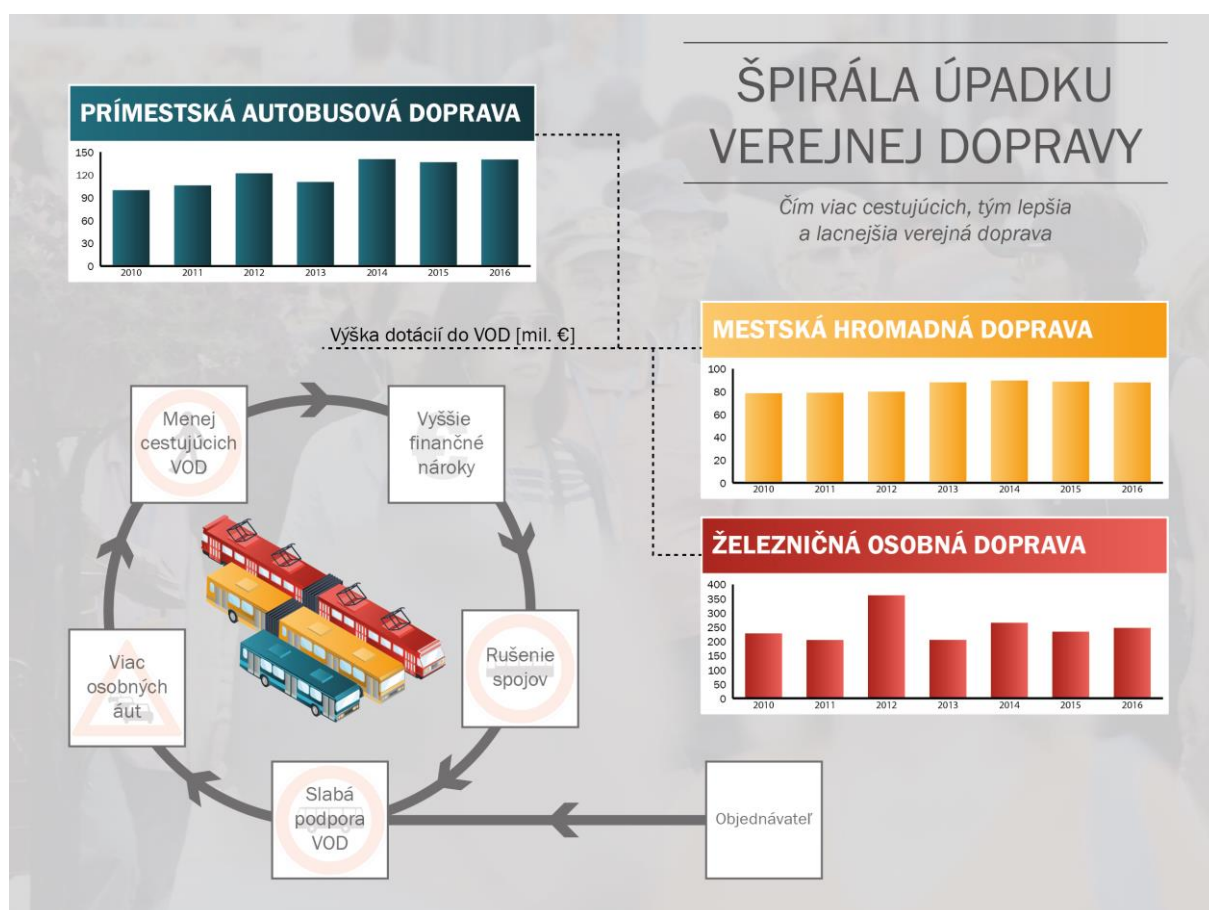 ŠPIRÁLA ÚPADKU
VEREJNEJ DOPRAVY
Čím viac cestujúcich, tým lepšia
a lacnejšia verejná doprava
PRÍMESTSKÁ AUTOBUSOVÁ DOPRAVA
150
120
90
60
30
0
2010 2011 2012 2013 2014 2015 2016
Výška dotácií do VOD [mil. €]
MESTSKÁ HROMADNÁ DOPRAVA
100
80
60
40
20
0
2010 2011 2012 2013 2014 2015 2016
ŽELEZNIČNÁ OSOBNÁ DOPRAVA
400
350
300
250
200
150
100
50
0
2010 2011 2012 2013 2014 2015 2016
Menej
cestujúcich
VOD
Vyššie
finančné
nároky
Rušenie
spojov
Slabá
podpora
VOD
Viac
osobných
áut
Objednávateľ